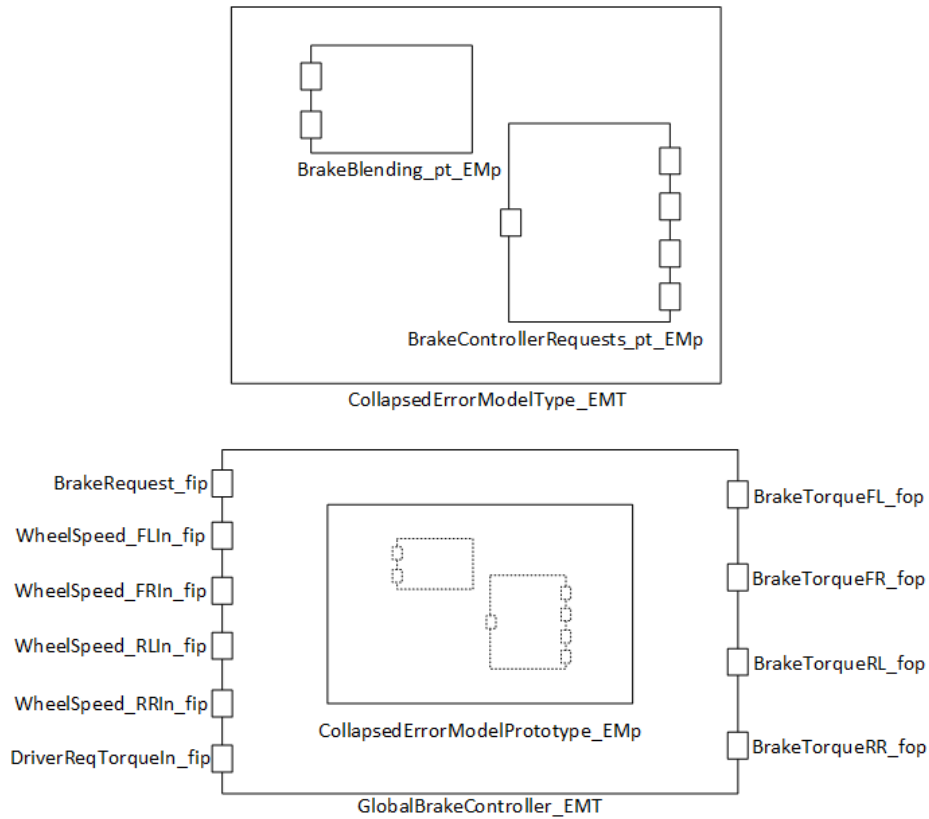 BrakeBlending_pt_EMp
BrakeControllerRequests_pt_EMp
CollapsedErrorModelType_EMT
BrakeRequest_fip
WheelSpeed_FLIn_fip
WheelSpeed_FRIn_fip
WheelSpeed_RLIn_fip
WheelSpeed_RRIn_fip
DriverReqTorqueIn_fip
BrakeTorqueFL_fop
BrakeTorqueFR_fop
BrakeTorqueRL_fop
BrakeTorqueRR_fop
CollapsedErrorModelPrototype_EMp
GlobalBrakeController_EMT